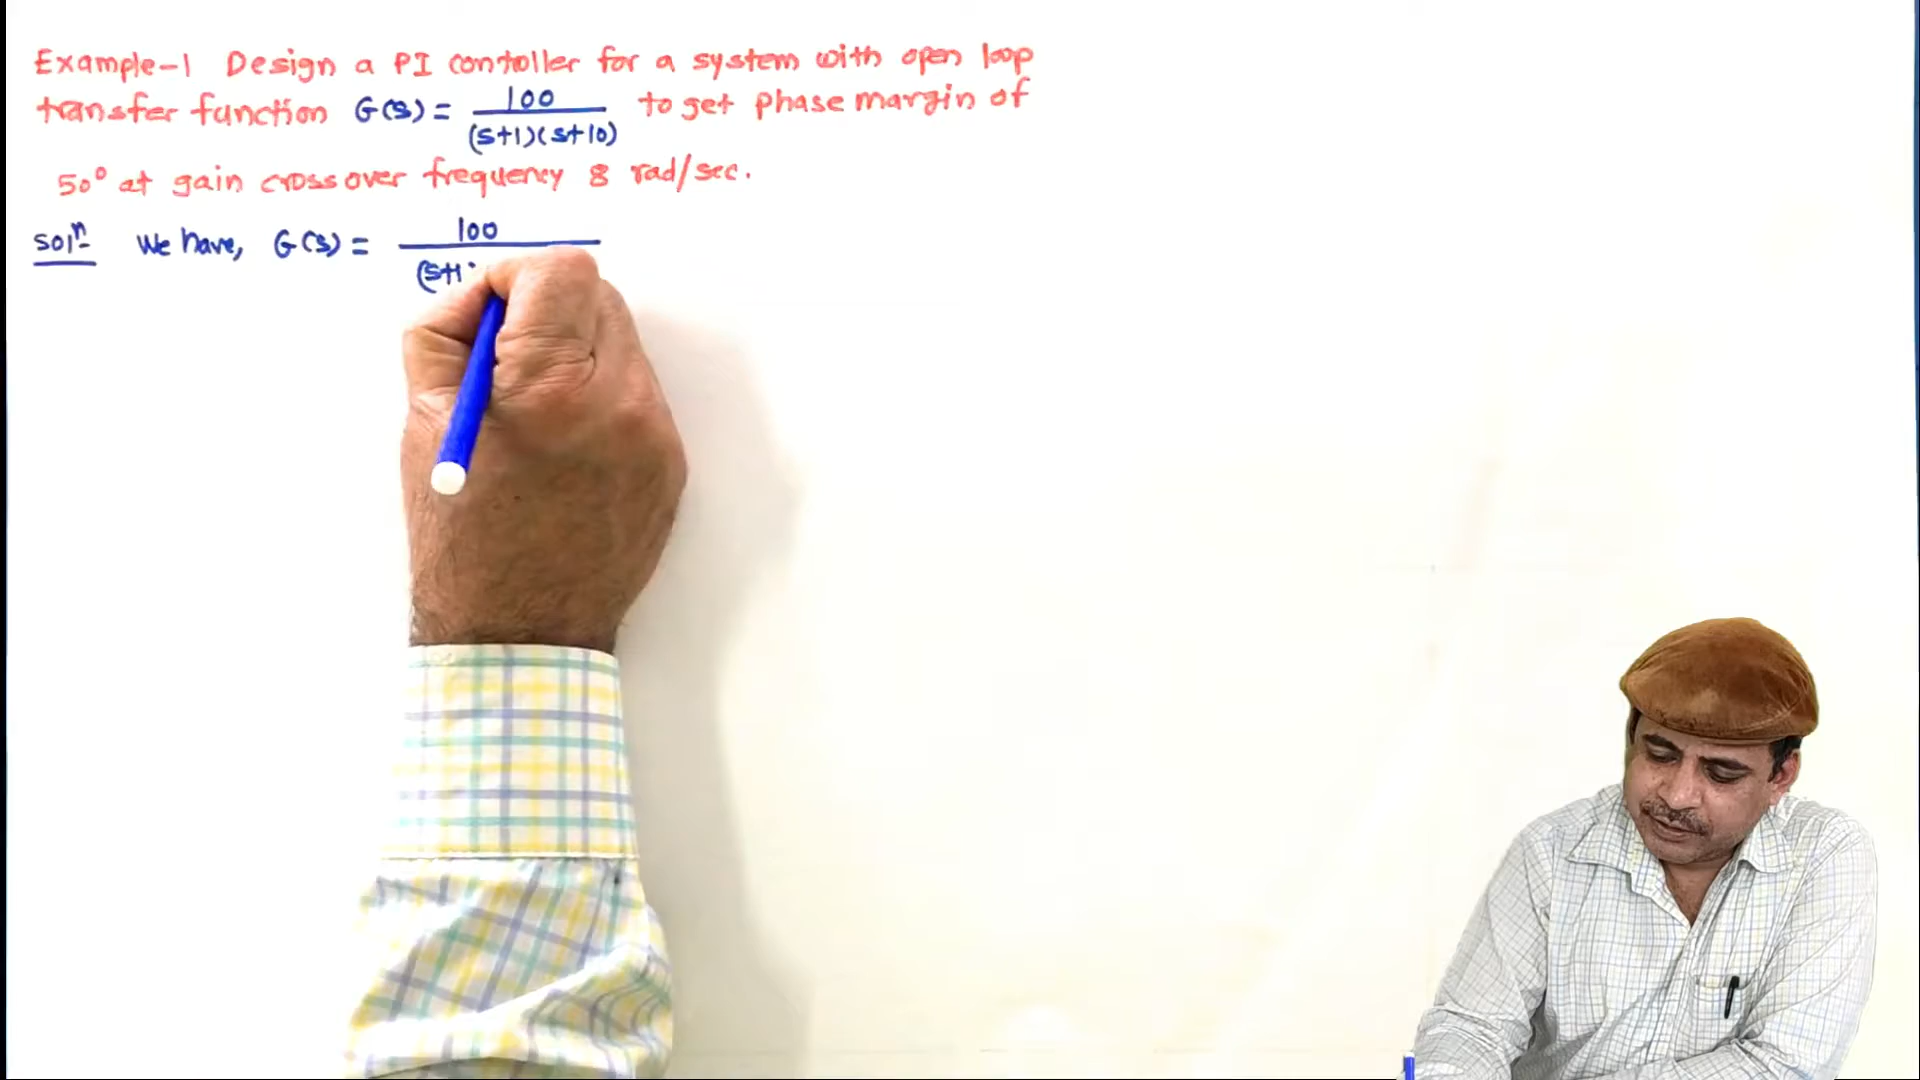 Example-1 Design a PI contoller for a system with open loop
transfer function G(s) = 100 / (s+1)(s+10) to get phase margin of
50° at gain crossover frequency 8 rad/sec.
Solⁿ We have, G(s) = 100 / (s+1